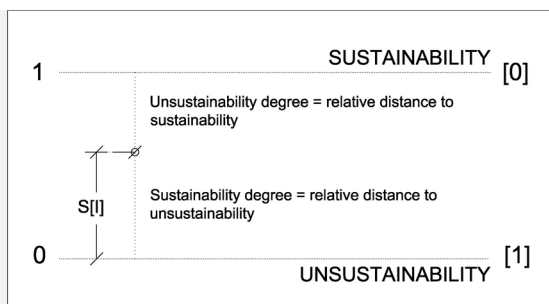 SUSTAINABILITY
1 [0]
Unsustainability degree = relative distance to
sustainability
S[I]
Sustainability degree = relative distance to
unsustainability
0 [1]
UNSUSTAINABILITY